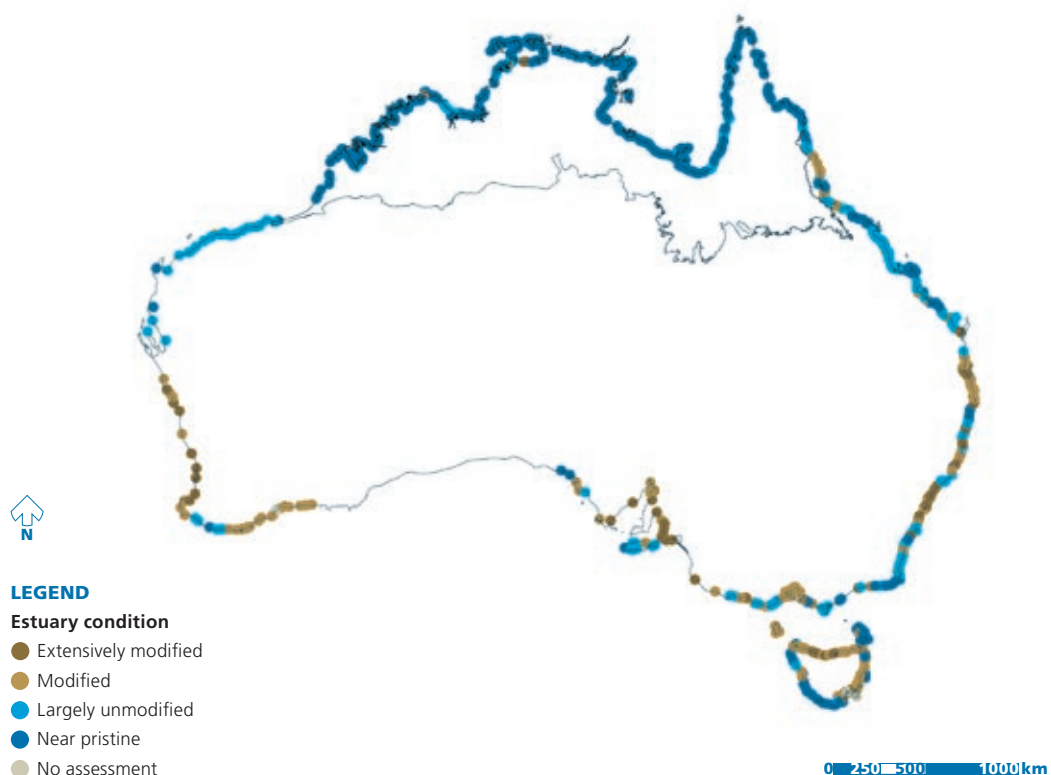 N
LEGEND
Estuary condition
Extensively modified
Modified
Largely unmodified
Near pristine
No assessment
0 250 500 1000 km